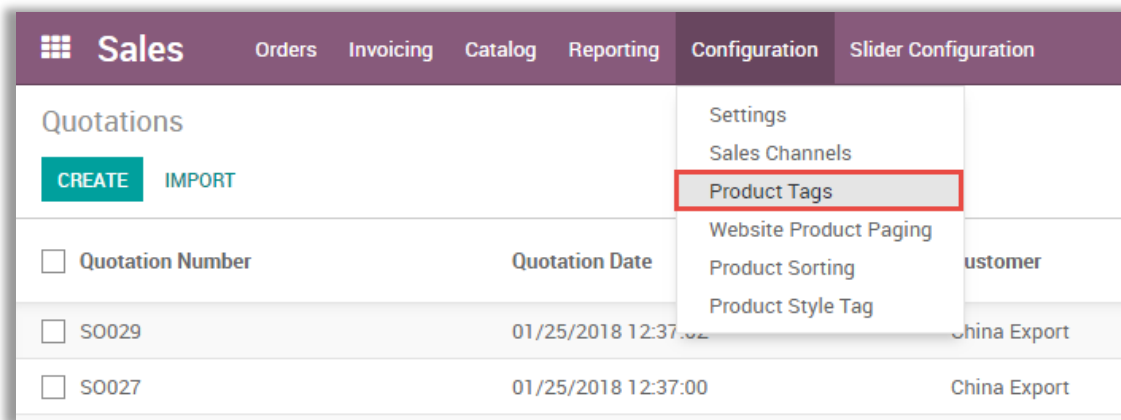 Sales Orders Invoicing Catalog Reporting Configuration Slider Configuration
Quotations
CREATE IMPORT
Settings
Sales Channels
Product Tags
Website Product Paging
Product Sorting
Product Style Tag
Quotation Number Quotation Date ustomer
SO029 01/25/2018 12:37:02 China Export
SO027 01/25/2018 12:37:00 China Export